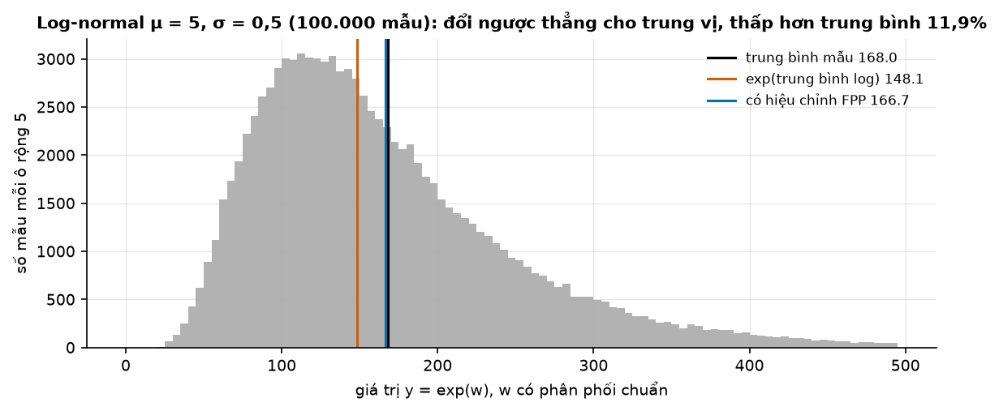 Log-normal μ = 5, σ = 0,5 (100.000 mẫu): đổi ngược thẳng cho trung vị, thấp hơn trung bình 11,9%
trung bình mẫu 168.0
exp(trung bình log) 148.1
có hiệu chỉnh FPP 166.7
số mẫu mỗi ô rộng 5
3000
2500
2000
1500
1000
500
0
0 100 200 300 400 500
giá trị y = exp(w), w có phân phối chuẩn